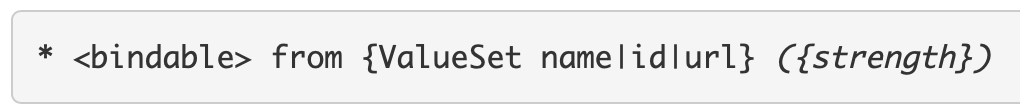 * <bindable> from {ValueSet name|id|url} ({strength})